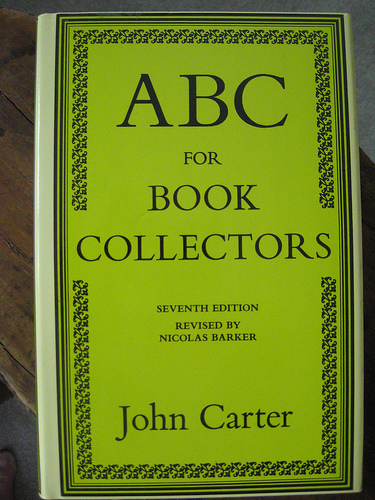 ABC
FOR
BOOK
COLLECTORS
SEVENTH EDITION
REVISED BY
NICOLAS BARKER
John Carter